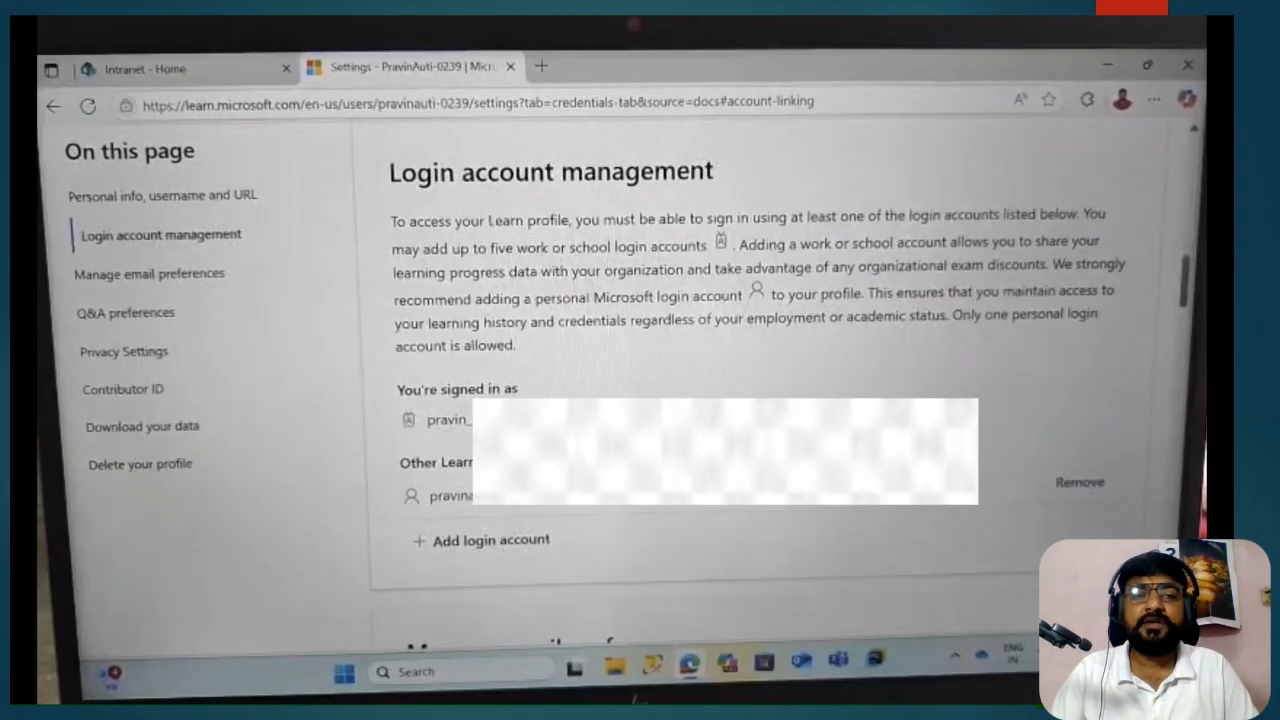 Intranet - Home
Settings - PravinAuti-0239 | Micr
https://learn.microsoft.com/en-us/users/pravinauti-0239/settings?tab=credentials-tab&source=docs#account-linking
On this page
Personal info, username and URL
Login account management
Manage email preferences
Q&A preferences
Privacy Settings
Contributor ID
Download your data
Delete your profile
Login account management
To access your Learn profile, you must be able to sign in using at least one of the login accounts listed below. You
may add up to five work or school login accounts . Adding a work or school account allows you to share your
learning progress data with your organization and take advantage of any organizational exam discounts. We strongly
recommend adding a personal Microsoft login account to your profile. This ensures that you maintain access to
your learning history and credentials regardless of your employment or academic status. Only one personal login
account is allowed.
You're signed in as
pravin_
Other Learn
pravina
Remove
+ Add login account
Search
ENG
IN
2